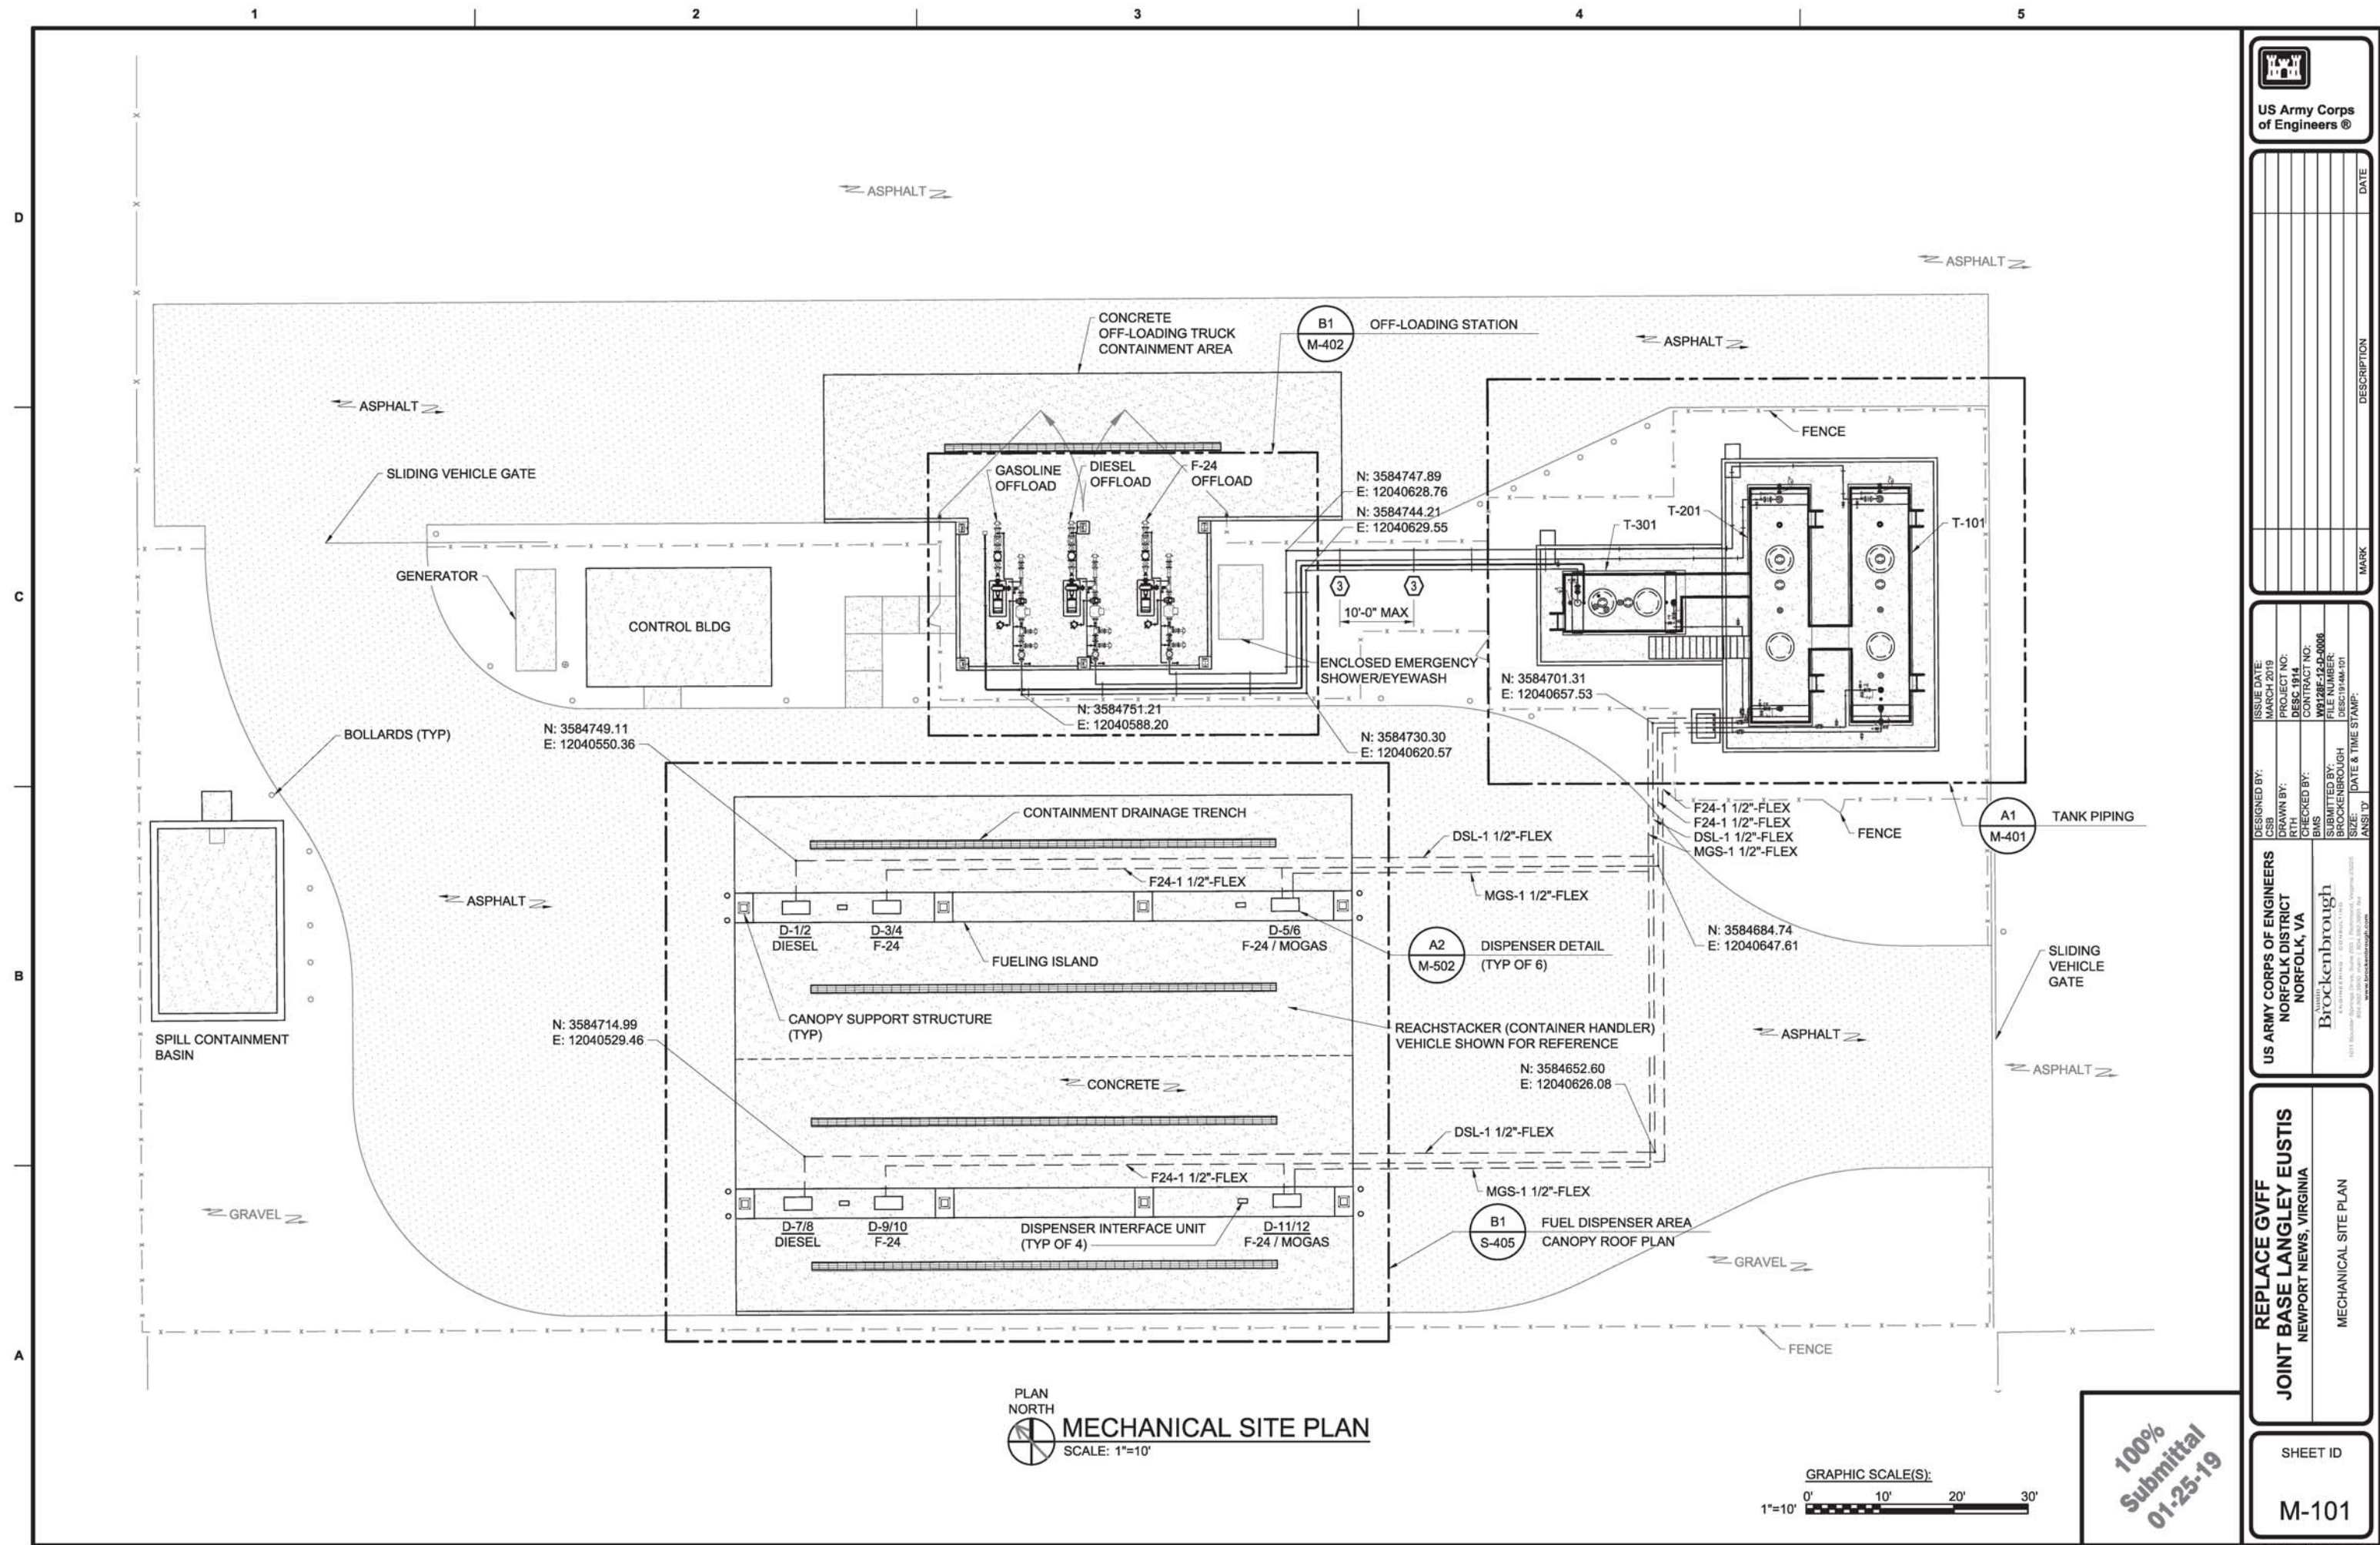 1
2
3
4
5
D
C
B
A
ASPHALT
ASPHALT
CONCRETE
OFF-LOADING TRUCK
CONTAINMENT AREA
B1
M-402
OFF-LOADING STATION
ASPHALT
ASPHALT
FENCE
SLIDING VEHICLE GATE
GASOLINE
OFFLOAD
DIESEL
OFFLOAD
F-24
OFFLOAD
N: 3584747.89
E: 12040628.76
N: 3584744.21
E: 12040629.55
T-301
T-201
T-101
GENERATOR
CONTROL BLDG
3
3
10'-0" MAX
ENCLOSED EMERGENCY
SHOWER/EYEWASH
N: 3584701.31
E: 12040657.53
N: 3584751.21
E: 12040588.20
N: 3584749.11
E: 12040550.36
N: 3584730.30
E: 12040620.57
BOLLARDS (TYP)
CONTAINMENT DRAINAGE TRENCH
F24-1 1/2"-FLEX
F24-1 1/2"-FLEX
DSL-1 1/2"-FLEX
MGS-1 1/2"-FLEX
FENCE
A1
M-401
TANK PIPING
DSL-1 1/2"-FLEX
F24-1 1/2"-FLEX
MGS-1 1/2"-FLEX
ASPHALT
D-1/2
DIESEL
D-3/4
F-24
D-5/6
F-24 / MOGAS
FUELING ISLAND
A2
M-502
DISPENSER DETAIL
(TYP OF 6)
N: 3584684.74
E: 12040647.61
SLIDING
VEHICLE
GATE
CANOPY SUPPORT STRUCTURE
(TYP)
N: 3584714.99
E: 12040529.46
SPILL CONTAINMENT
BASIN
REACHSTACKER (CONTAINER HANDLER)
VEHICLE SHOWN FOR REFERENCE
ASPHALT
ASPHALT
N: 3584652.60
E: 12040626.08
CONCRETE
DSL-1 1/2"-FLEX
F24-1 1/2"-FLEX
MGS-1 1/2"-FLEX
GRAVEL
D-7/8
DIESEL
D-9/10
F-24
DISPENSER INTERFACE UNIT
(TYP OF 4)
D-11/12
F-24 / MOGAS
B1
S-405
FUEL DISPENSER AREA
CANOPY ROOF PLAN
GRAVEL
FENCE
PLAN
NORTH
MECHANICAL SITE PLAN
SCALE: 1"=10'
GRAPHIC SCALE(S):
1"=10'
0'
10'
20'
30'
100%
Submittal
01-25-19
US Army Corps
of Engineers ®
MARK
DESCRIPTION
DATE
DESIGNED BY:
CSB
DRAWN BY:
RTH
CHECKED BY:
BMS
SUBMITTED BY:
BROCKENBROUGH
SIZE:
ANSI 'D'
ISSUE DATE:
MARCH 2019
PROJECT NO:
DESC 1914
CONTRACT NO:
W9128F-12-D-0006
FILE NUMBER:
DESC1914M-101
DATE & TIME STAMP:
US ARMY CORPS OF ENGINEERS
NORFOLK DISTRICT
NORFOLK, VA
Austin
Brockenbrough
www.brockenbrough.com
REPLACE GVFF
JOINT BASE LANGLEY EUSTIS
NEWPORT NEWS, VIRGINIA
MECHANICAL SITE PLAN
SHEET ID
M-101